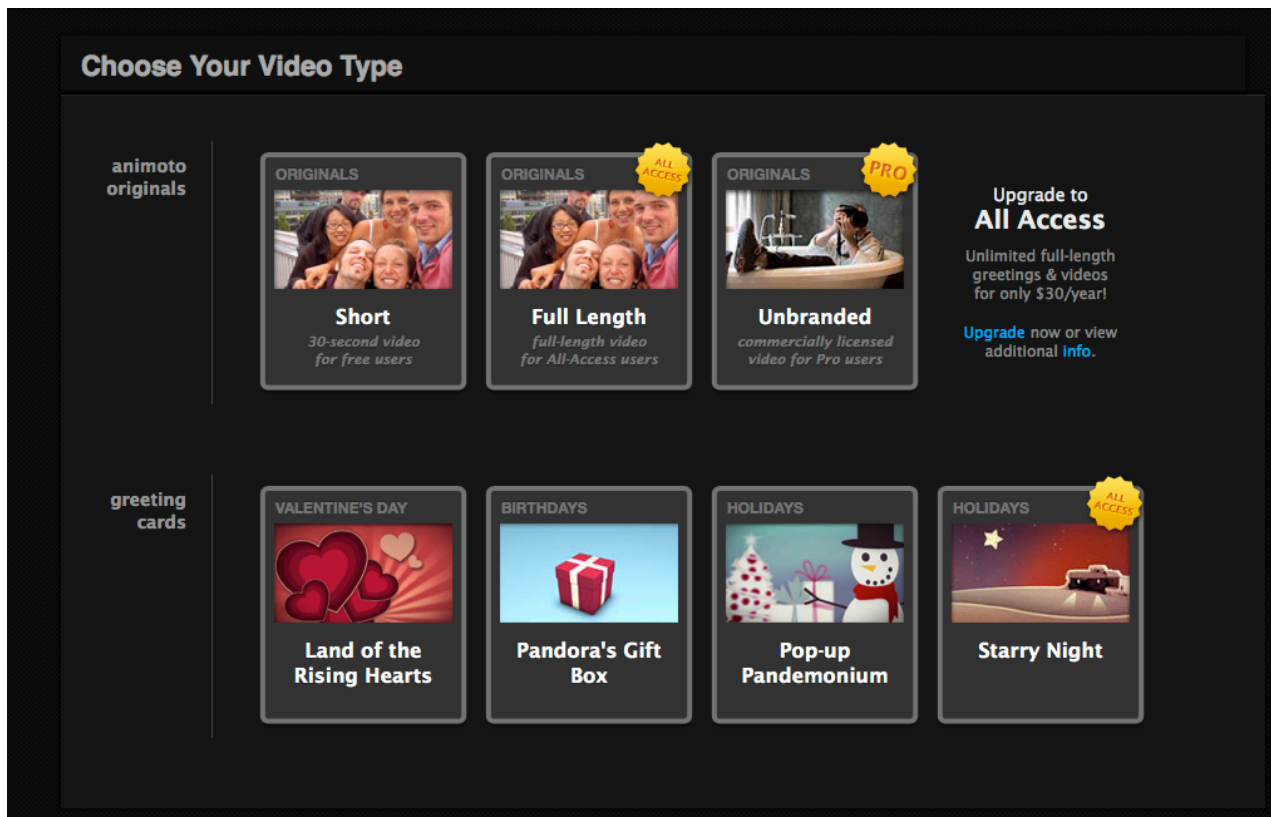 Choose Your Video Type
animoto
originals
ORIGINALS
Short
30-second video
for free users
ORIGINALS
ALL
ACCESS
Full Length
full-length video
for All-Access users
ORIGINALS
PRO
Unbranded
commercially licensed
video for Pro users
Upgrade to
All Access
Unlimited full-length
greetings & videos
for only $30/year!
Upgrade now or view
additional info.
greeting
cards
VALENTINE'S DAY
Land of the
Rising Hearts
BIRTHDAYS
Pandora's Gift
Box
HOLIDAYS
Pop-up
Pandemonium
HOLIDAYS
ALL
ACCESS
Starry Night